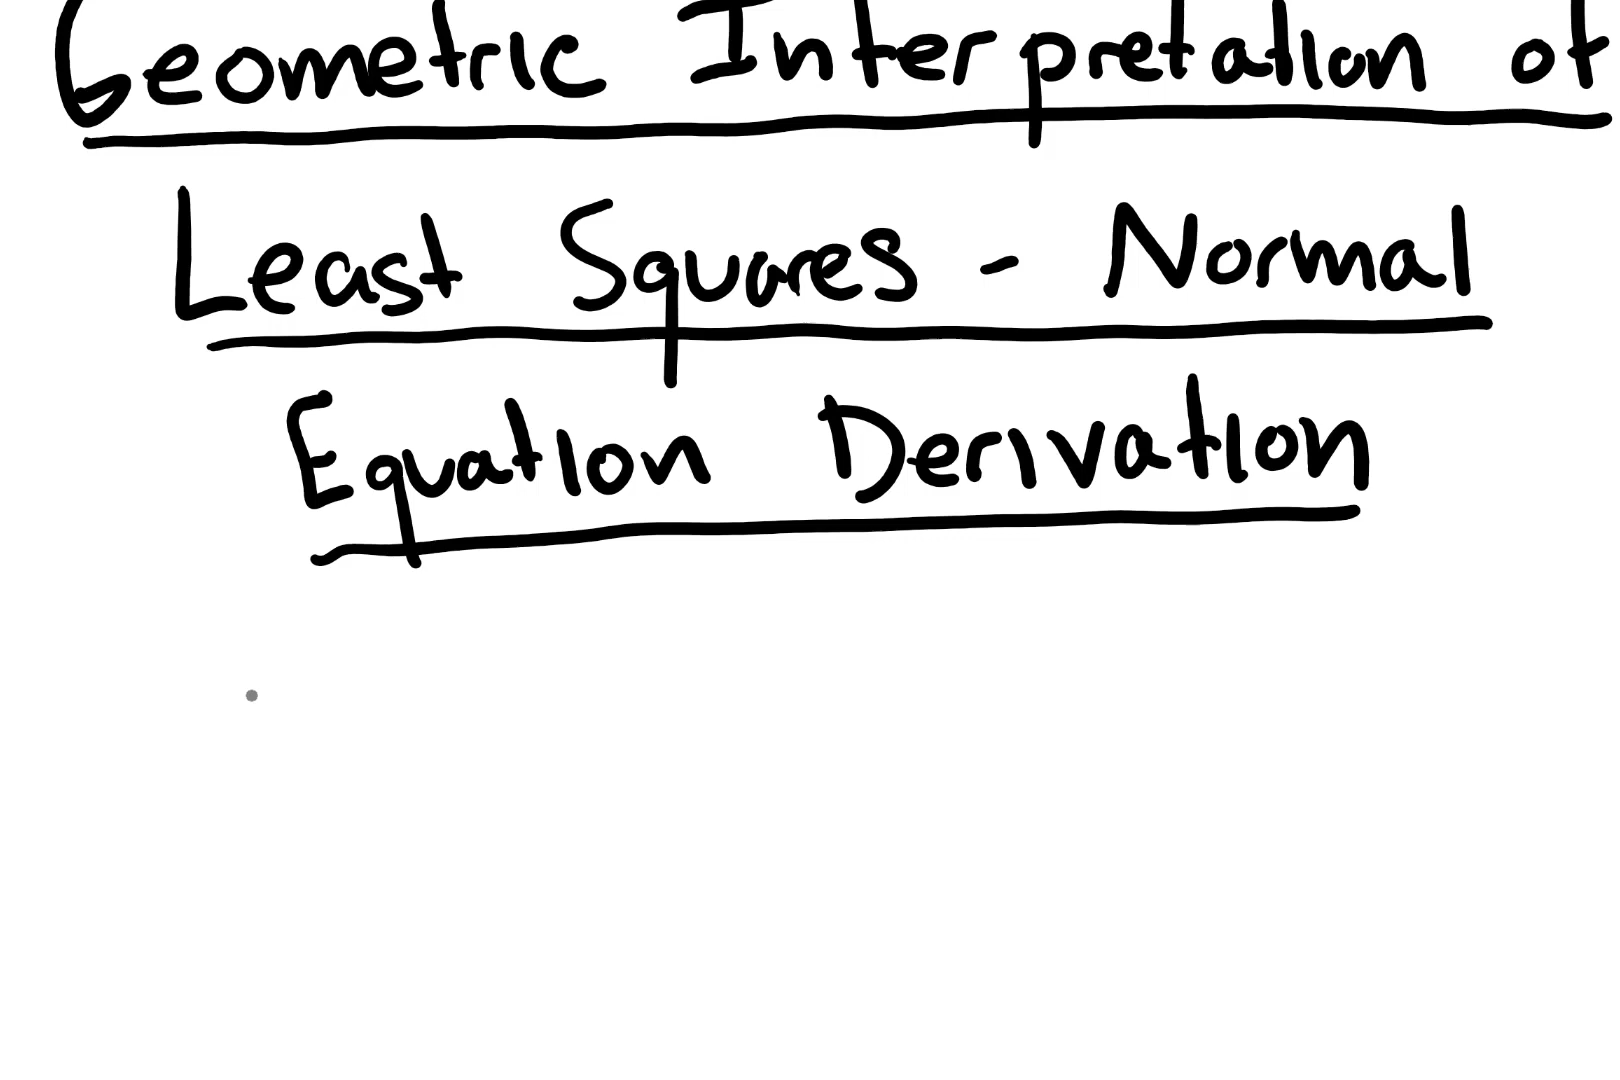 Geometric Interpretation of
Least Squares - Normal
Equation Derivation